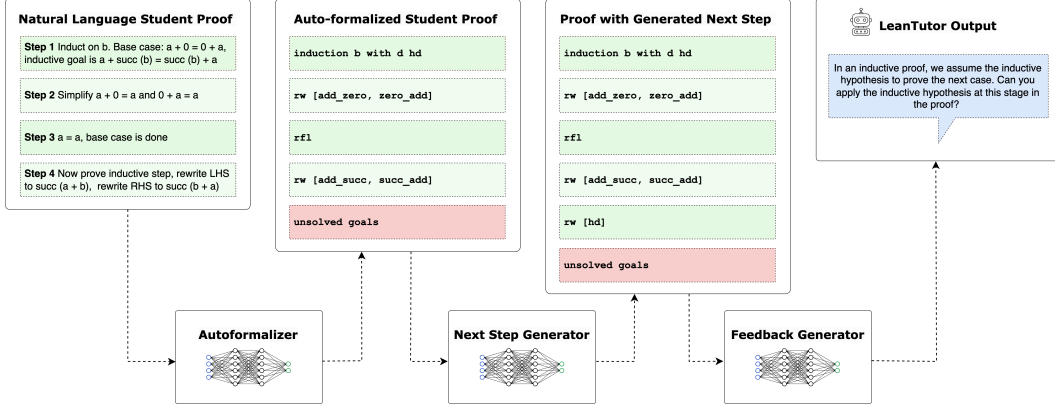 Natural Language Student Proof
Step 1 Induct on b. Base case: a + 0 = 0 + a,
inductive goal is a + succ (b) = succ (b) + a
Step 2 Simplify a + 0 = a and 0 + a = a
Step 3 a = a, base case is done
Step 4 Now prove inductive step, rewrite LHS
to succ (a + b), rewrite RHS to succ (b + a)
Auto-formalized Student Proof
induction b with d hd
rw [add_zero, zero_add]
rfl
rw [add_succ, succ_add]
unsolved goals
Proof with Generated Next Step
induction b with d hd
rw [add_zero, zero_add]
rfl
rw [add_succ, succ_add]
rw [hd]
unsolved goals
LeanTutor Output
In an inductive proof, we assume the inductive
hypothesis to prove the next case. Can you
apply the inductive hypothesis at this stage in
the proof?
Autoformalizer
Next Step Generator
Feedback Generator